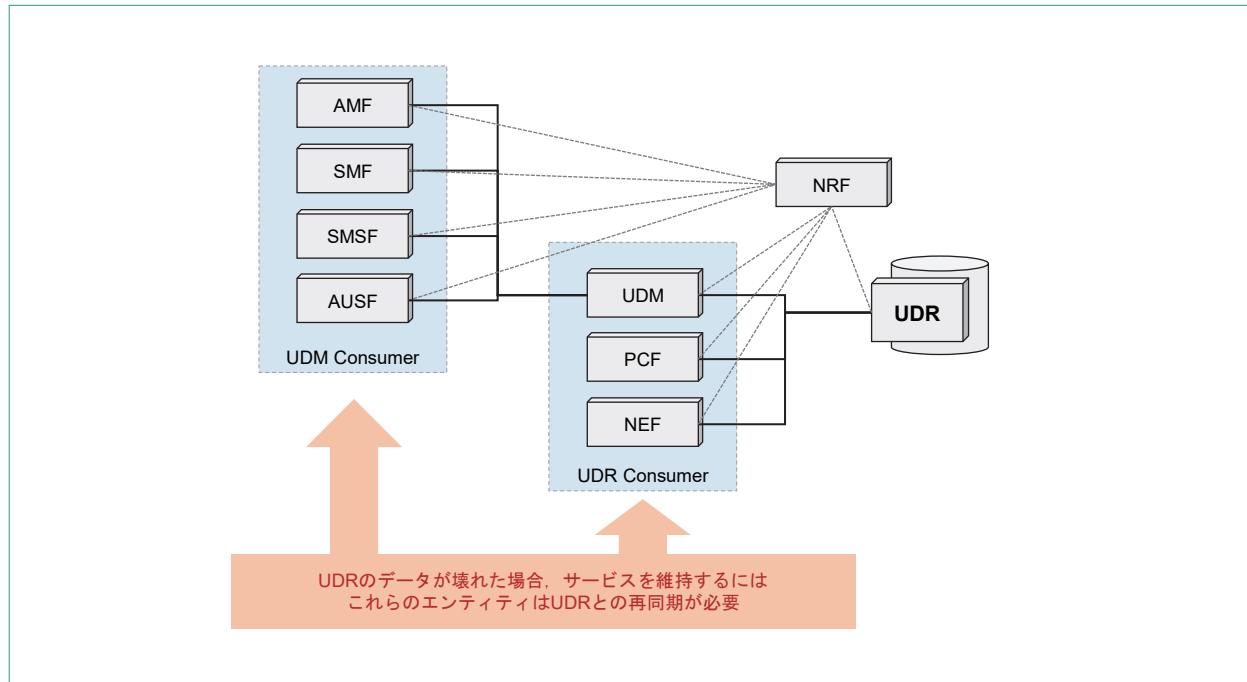 AMF
SMF
SMSF
AUSF
UDM Consumer
NRF
UDM
PCF
NEF
UDR Consumer
UDR
UDRのデータが壊れた場合，サービスを維持するには
これらのエンティティはUDRとの再同期が必要